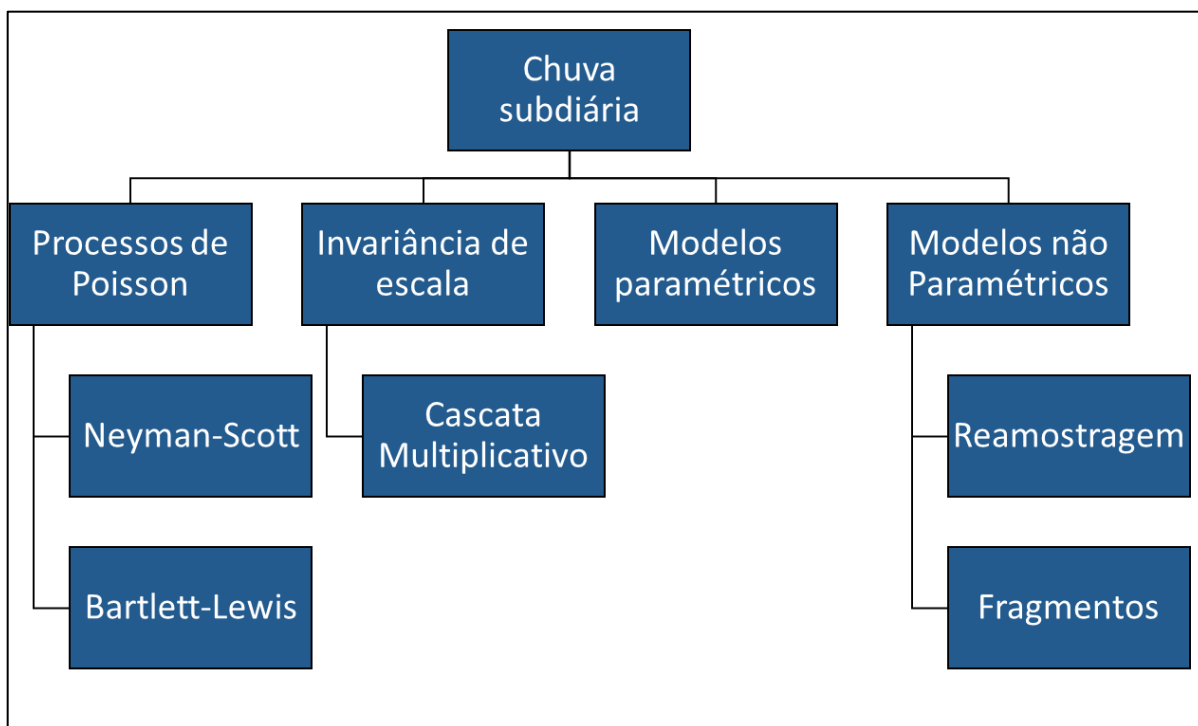 Chuva
subdiária
Processos de
Poisson
Invariância de
escala
Modelos
paramétricos
Modelos não
Paramétricos
Neyman-Scott
Cascata
Multiplicativo
Reamostragem
Bartlett-Lewis
Fragmentos